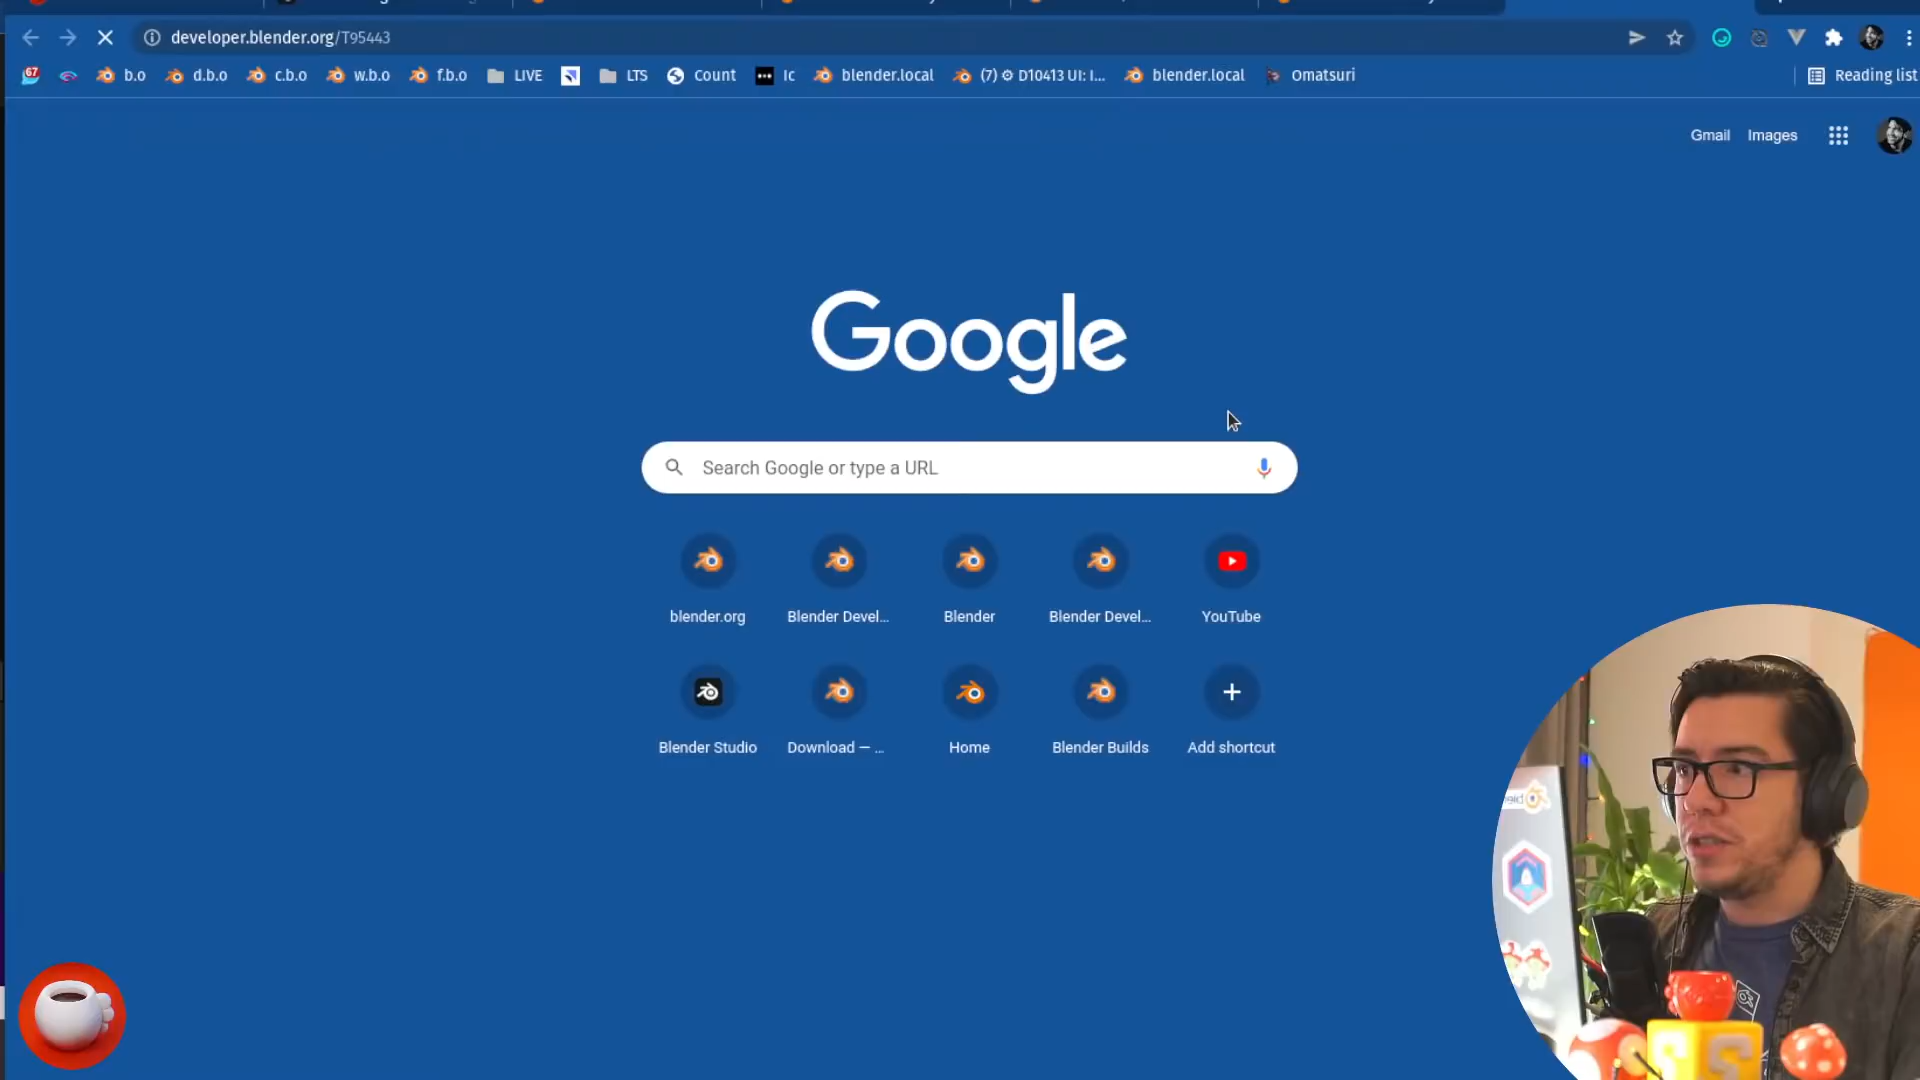 developer.blender.org/T95443
67 b.o d.b.o c.b.o w.b.o f.b.o LIVE LTS Count Ic blender.local (7) ⚙ D10413 UI: I... blender.local Omatsuri Reading list
Gmail Images
Google
Search Google or type a URL
blender.org Blender Devel... Blender Blender Devel... YouTube
Blender Studio Download — ... Home Blender Builds Add shortcut